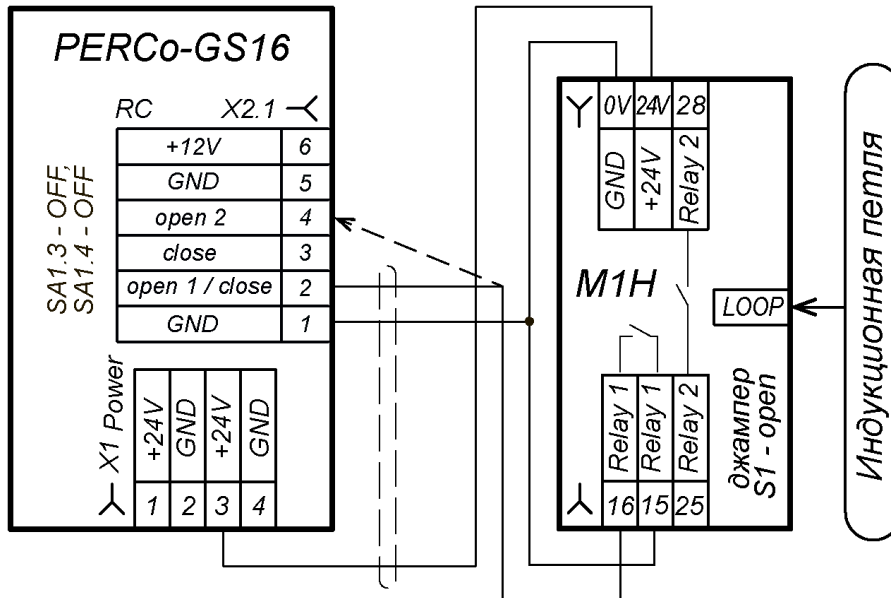 PERCo-GS16
RC X2.1
+12V 6
GND 5
open 2 4
close 3
open 1 / close 2
GND 1
SA1.3 - OFF,
SA1.4 - OFF
X1 Power
+24V GND +24V GND
1 2 3 4
0V 24V 28
GND +24V Relay 2
M1H
LOOP
Relay 1 Relay 1 Relay 2
16 15 25
джампер
S1 - open
Индукционная петля